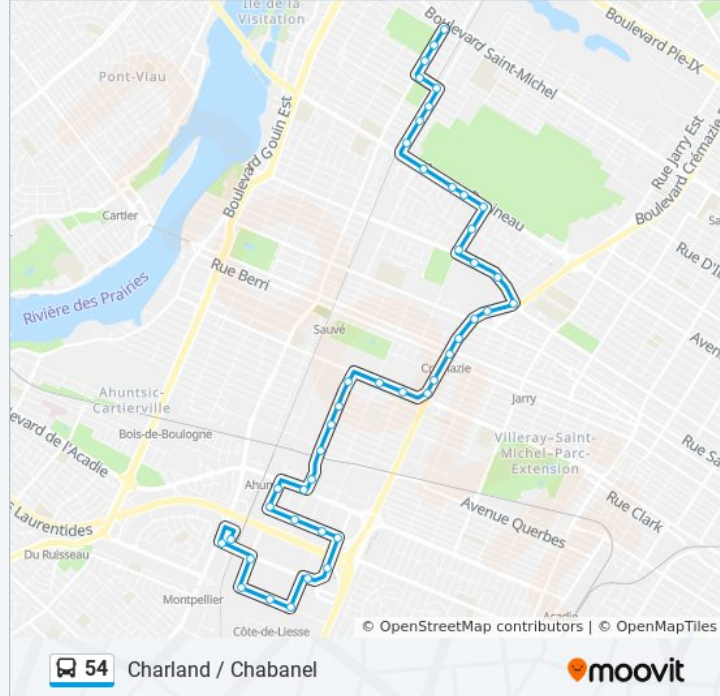 Île de la
Visitation
Boulevard Saint-Michel
Boulevard Pie-IX
Pont-Viau
Boulevard Gouin Est
Rue Jarry Est
Boulevard Crémazie
Cartier
Rue Berri
Rivière des Prairies
Sauvé
Ahuntsic-
Cartierville
Jarry
Bois-de-Boulogne
Villeray–Saint-
Michel–Parc-
Extension
Rue Clark
Avenue Querbes
Du Ruisseau
Montpellier
Acadie
Côte-de-Liesse
© OpenStreetMap contributors | © OpenMapTiles
54 Charland / Chabanel
moovit